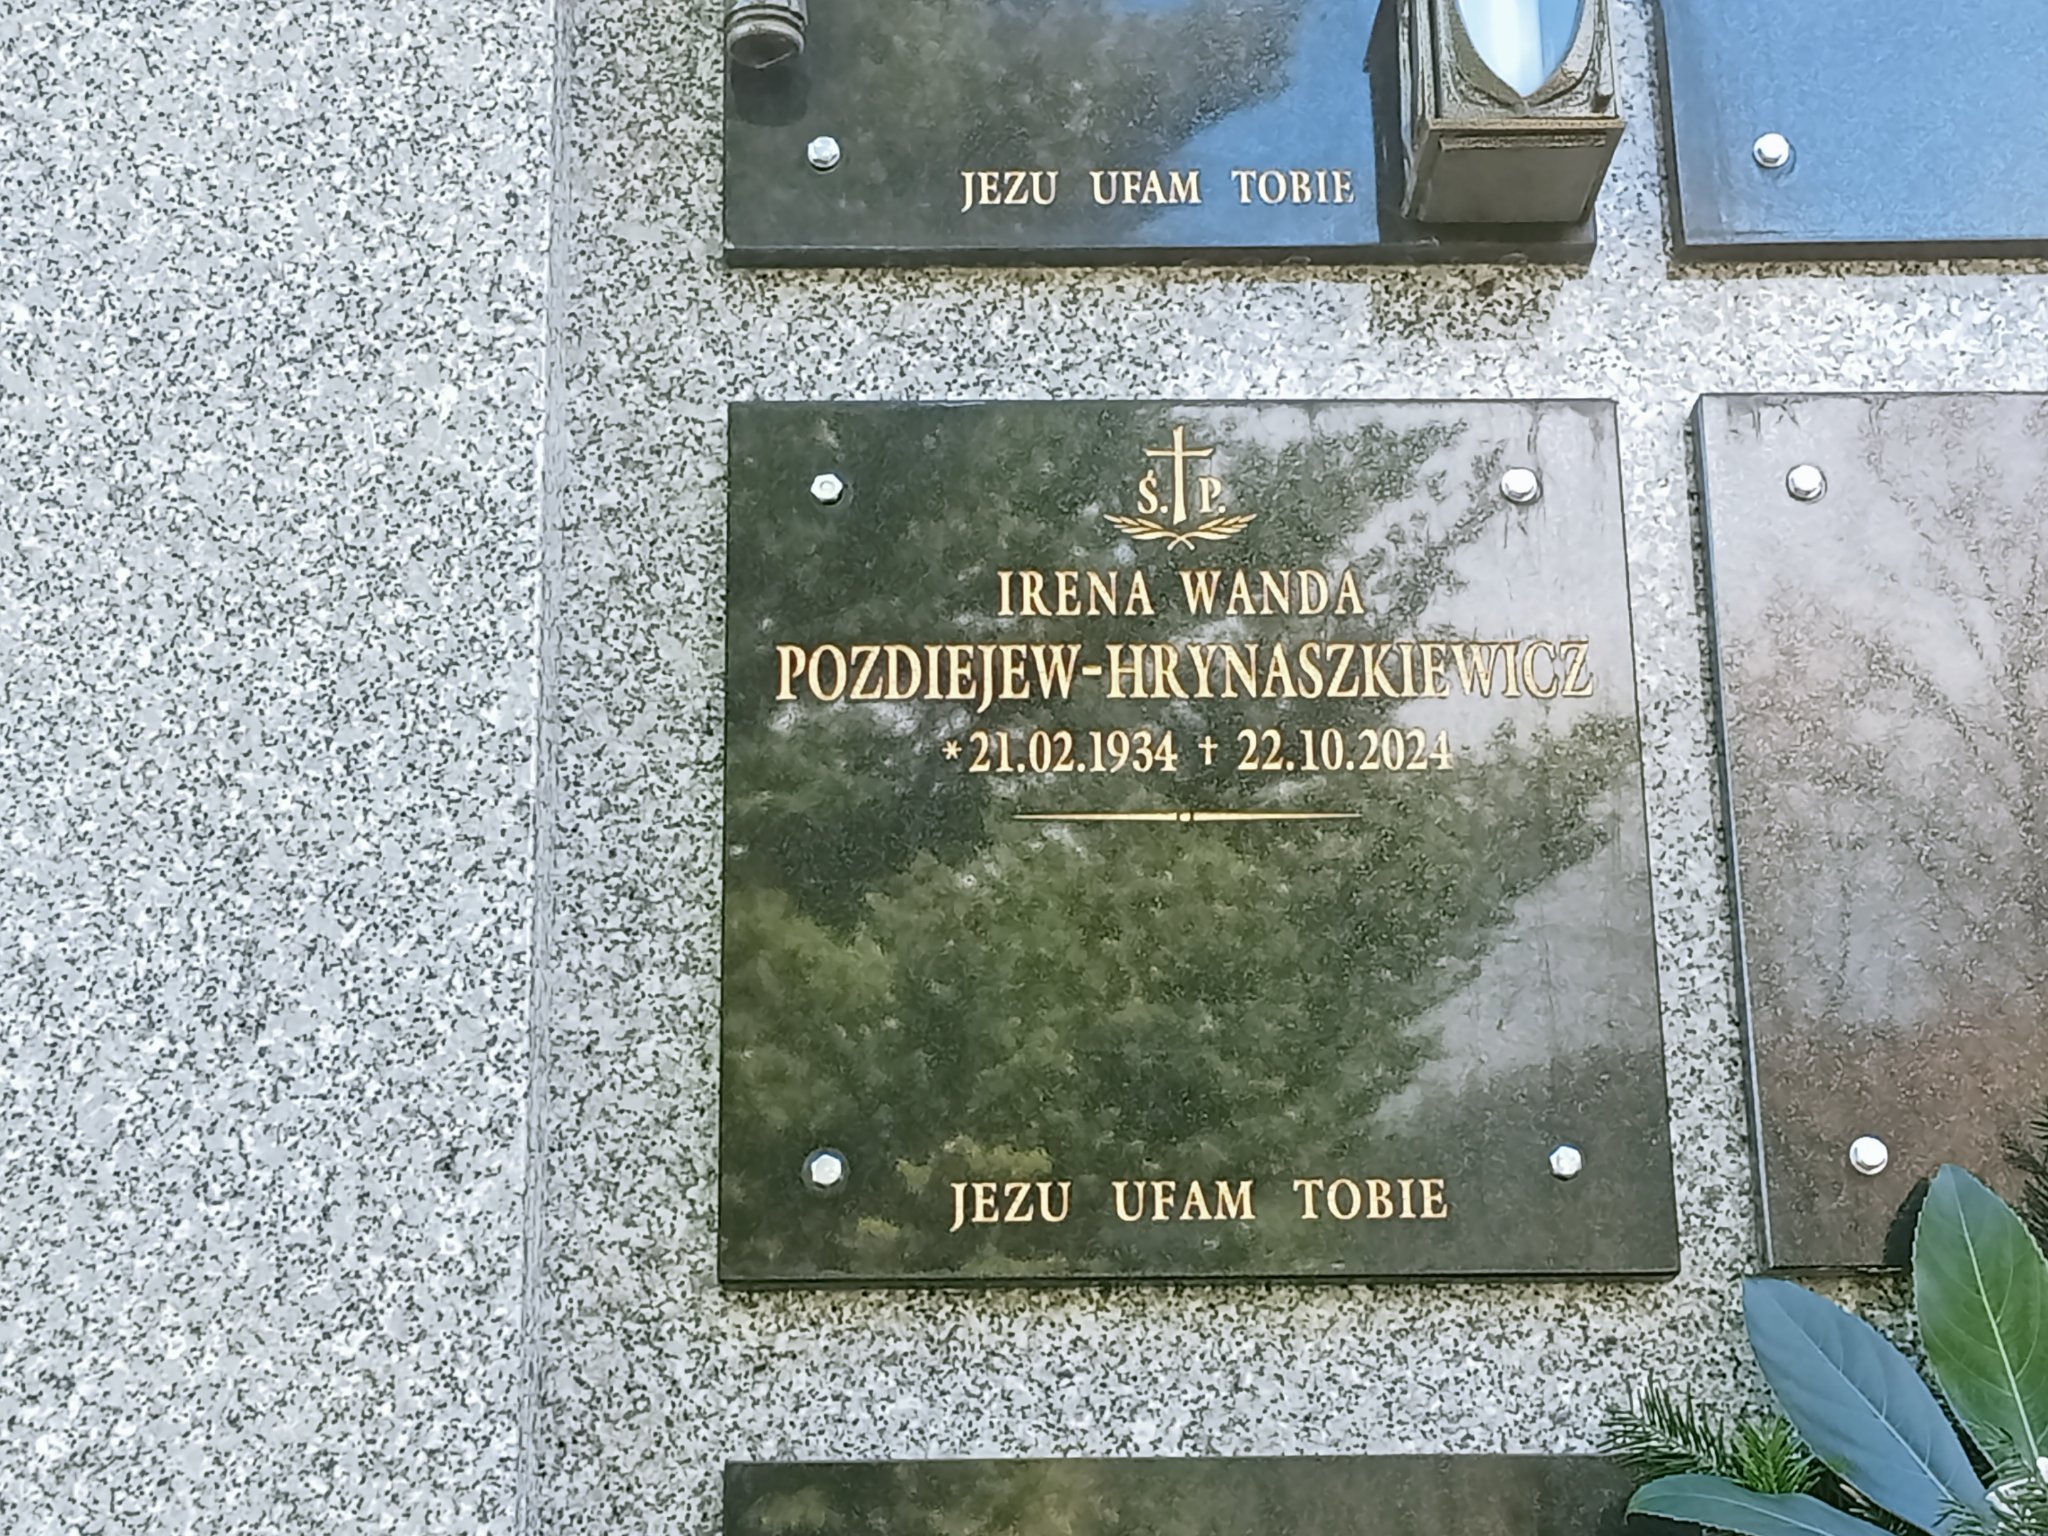 JEZU UFAM TOBIE
Ś. P.
IRENA WANDA
POZDIEJEW-HRYNASZKIEWICZ
*21.02.1934 † 22.10.2024
JEZU UFAM TOBIE